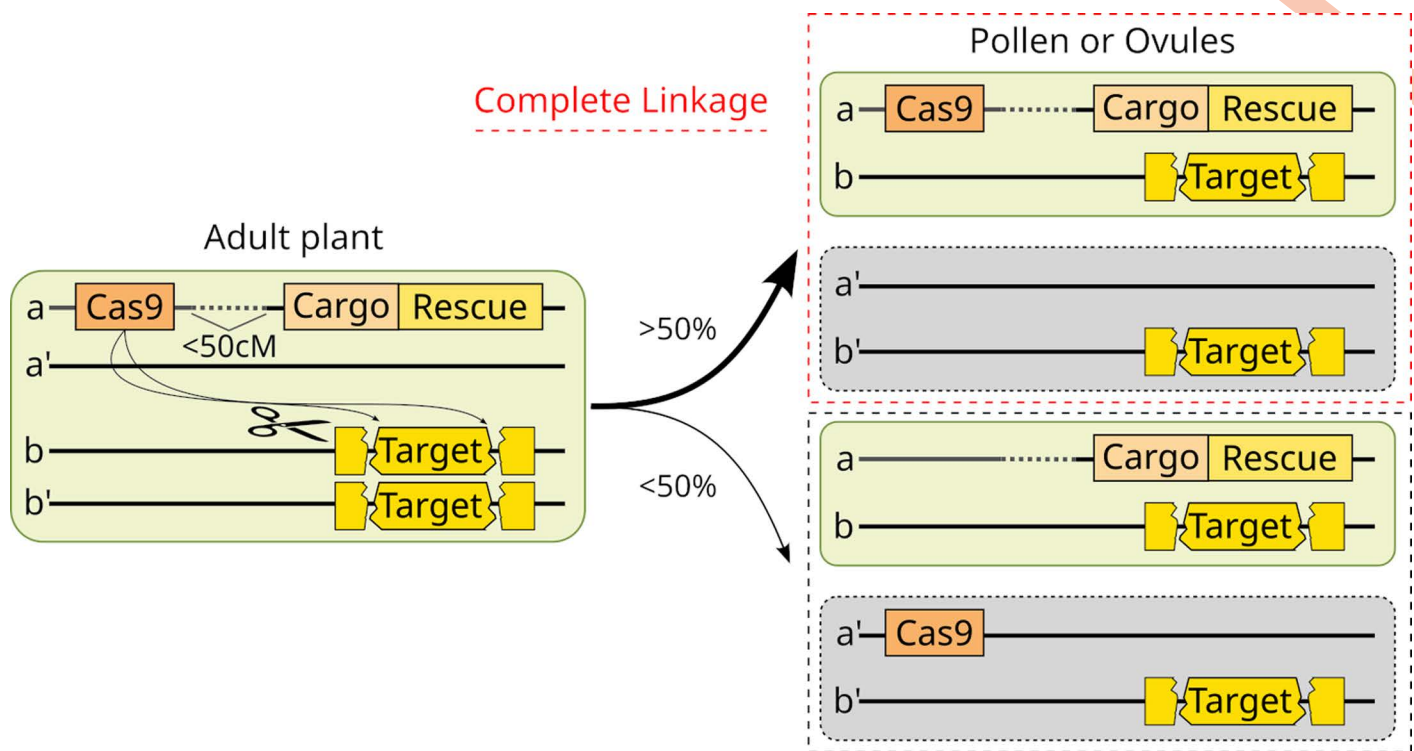 Pollen or Ovules
Complete Linkage
a Cas9 Cargo Rescue
b Target
a'
b' Target
Adult plant
a Cas9 Cargo Rescue
<50cM
a'
b Target
b' Target
>50%
<50%
a Cargo Rescue
b Target
a' Cas9
b' Target